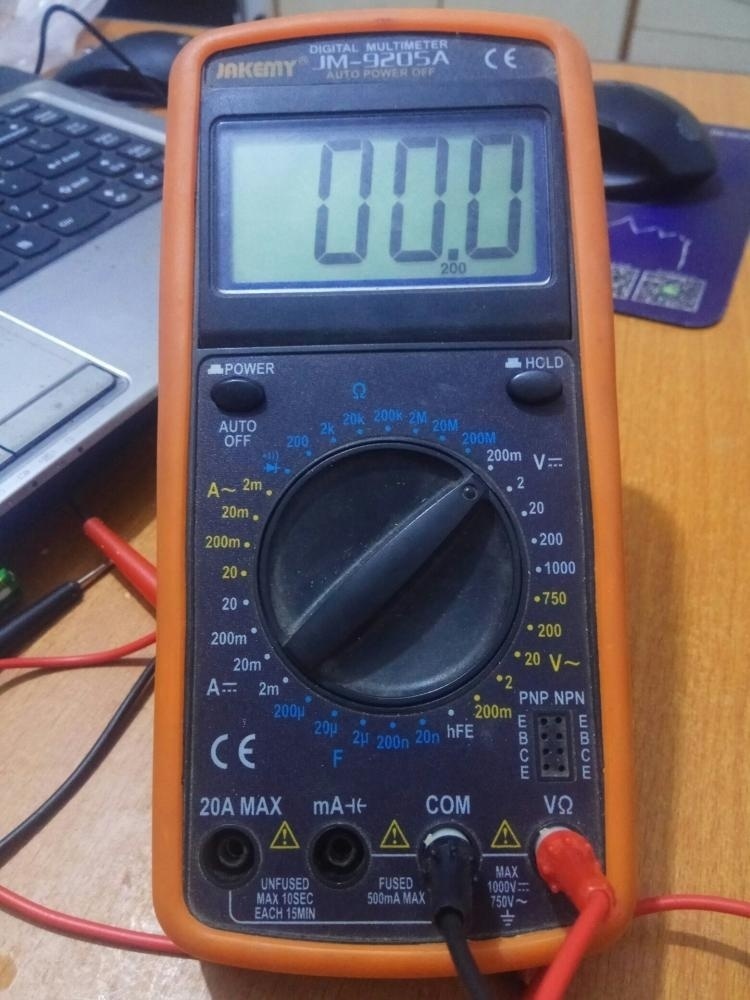 DIGITAL MULTIMETER
JAKEMY® JM-9205A CE
AUTO POWER OFF
00.0
200
POWER
HOLD
AUTO
OFF
Ω
200 2k 20k 200k 2M 20M 200M
200m V
2
20
200
1000
750
200
20 V~
2
200m
A~ 2m
20m
200m
20
20
200m
20m
A 2m
200µ 20µ 2µ 200n 20n hFE
F
PNP NPN
E E
B B
C C
E E
CE
20A MAX mA COM VΩ
UNFUSED
MAX 10SEC
EACH 15MIN
FUSED
500mA MAX
MAX
1000V
750V~